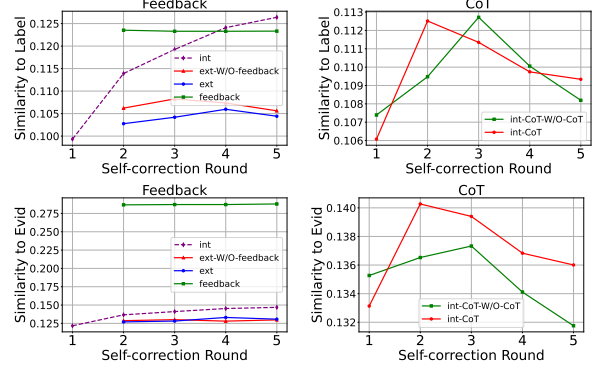 Feedback
Similarity to Label
0.125
0.120
0.115
0.110
0.105
0.100
int
ext-W/O-feedback
ext
feedback
1 2 3 4 5
Self-correction Round
CoT
Similarity to Label
0.113
0.112
0.111
0.110
0.109
0.108
0.107
0.106
int-CoT-W/O-CoT
int-CoT
1 2 3 4 5
Self-correction Round
Feedback
Similarity to Evid
0.275
0.250
0.225
0.200
0.175
0.150
0.125
int
ext-W/O-feedback
ext
feedback
1 2 3 4 5
Self-correction Round
CoT
Similarity to Evid
0.140
0.138
0.136
0.134
0.132
int-CoT-W/O-CoT
int-CoT
1 2 3 4 5
Self-correction Round